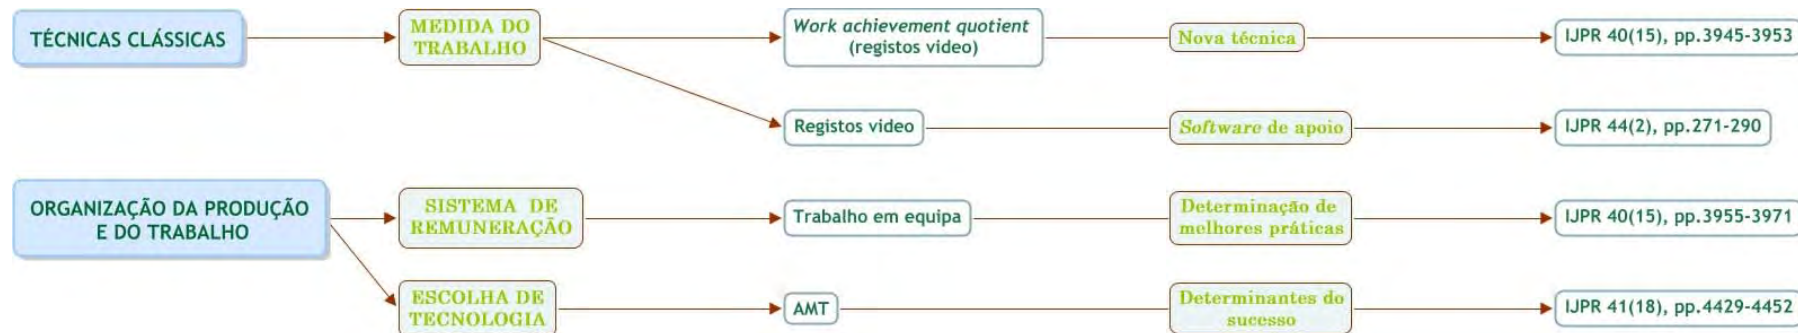 TÉCNICAS CLÁSSICAS
MEDIDA DO
TRABALHO
Work achievement quotient
(registos video)
Nova técnica
IJPR 40(15), pp.3945-3953
Registos video
Software de apoio
IJPR 44(2), pp.271-290
ORGANIZAÇÃO DA PRODUÇÃO
E DO TRABALHO
SISTEMA DE
REMUNERAÇÃO
Trabalho em equipa
Determinação de
melhores práticas
IJPR 40(15), pp.3955-3971
ESCOLHA DE
TECNOLOGIA
AMT
Determinantes do
sucesso
IJPR 41(18), pp.4429-4452